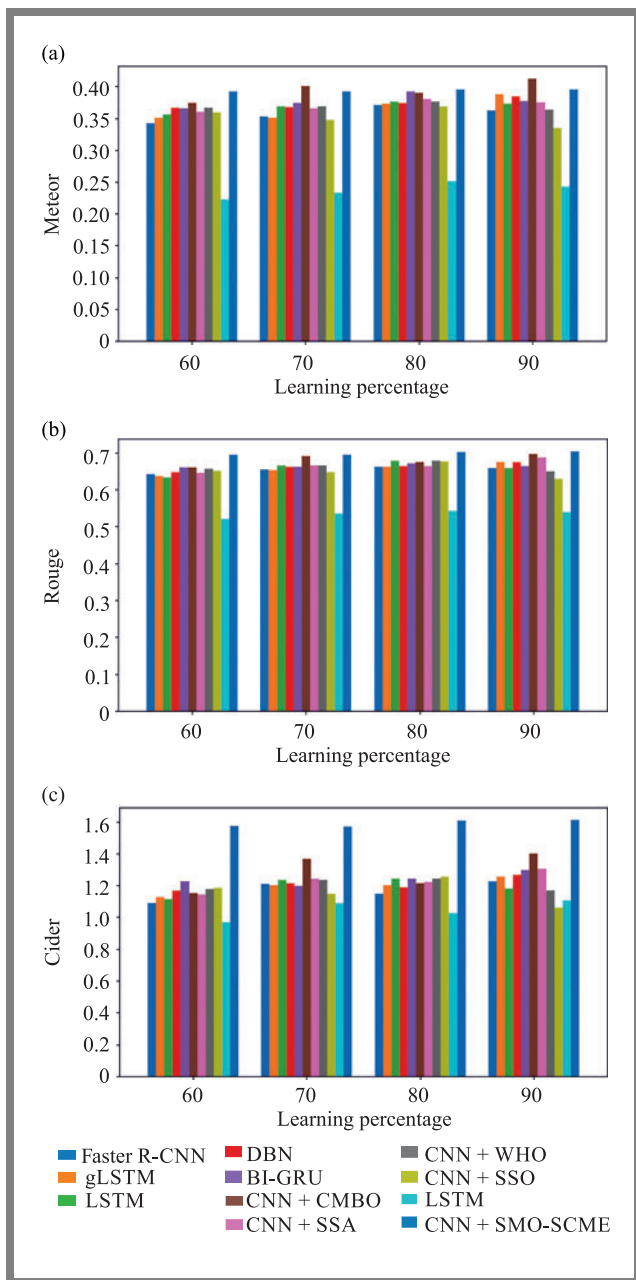 (a)
0.40
0.35
0.30
0.25
0.20
0.15
0.10
0.05
0
Meteor
60 70 80 90
Learning percentage
(b)
0.7
0.6
0.5
0.4
0.3
0.2
0.1
0
Rouge
60 70 80 90
Learning percentage
(c)
1.6
1.4
1.2
1.0
0.8
0.6
0.4
0.2
0
Cider
60 70 80 90
Learning percentage
Faster R-CNN
gLSTM
LSTM
DBN
BI-GRU
CNN + CMBO
CNN + SSA
CNN + WHO
CNN + SSO
LSTM
CNN + SMO-SCME